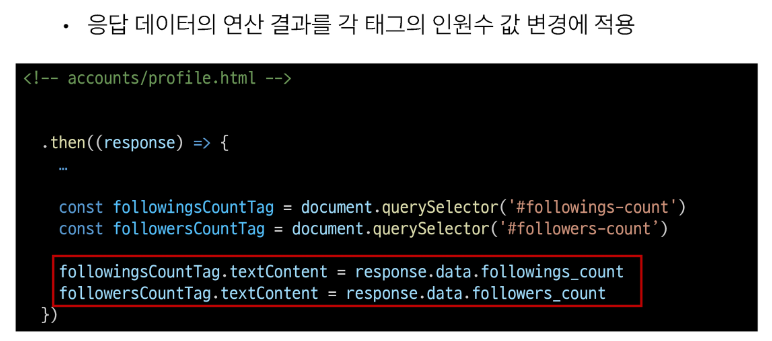 • 응답 데이터의 연산 결과를 각 태그의 인원수 값 변경에 적용
<!-- accounts/profile.html -->
.then((response) => {
…
const followingsCountTag = document.querySelector('#followings-count')
const followersCountTag = document.querySelector('#followers-count’)
followingsCountTag.textContent = response.data.followings_count
followersCountTag.textContent = response.data.followers_count
})